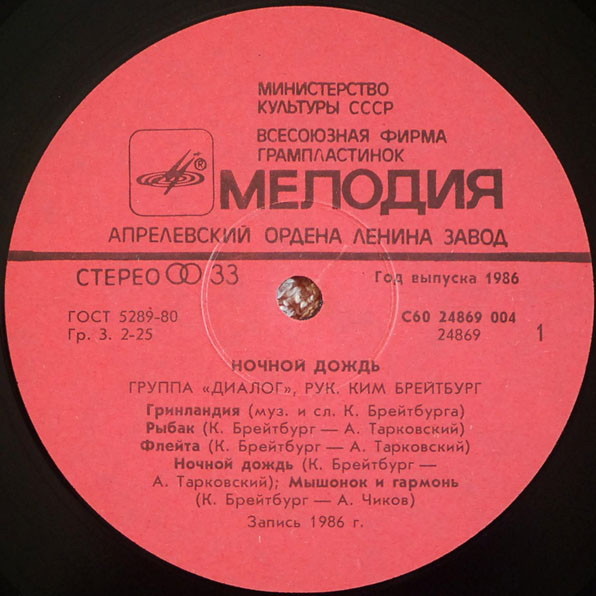 МИНИСТЕРСТВО
КУЛЬТУРЫ СССР
ВСЕСОЮЗНАЯ ФИРМА
ГРАМПЛАСТИНОК
®
МЕЛОДИЯ
АПРЕЛЕВСКИЙ ОРДЕНА ЛЕНИНА ЗАВОД
СТЕРЕО 33
Год выпуска 1986
ГОСТ 5289-80
Гр. 3. 2-25
С60 24869 004
24869
1
НОЧНОЙ ДОЖДЬ
ГРУППА «ДИАЛОГ», РУК. КИМ БРЕЙТБУРГ
Гринландия (муз. и сл. К. Брейтбурга)
Рыбак (К. Брейтбург — А. Тарковский)
Флейта (К. Брейтбург — А. Тарковский)
Ночной дождь (К. Брейтбург —
А. Тарковский); Мышонок и гармонь
(К. Брейтбург — А. Чиков)
Запись 1986 г.